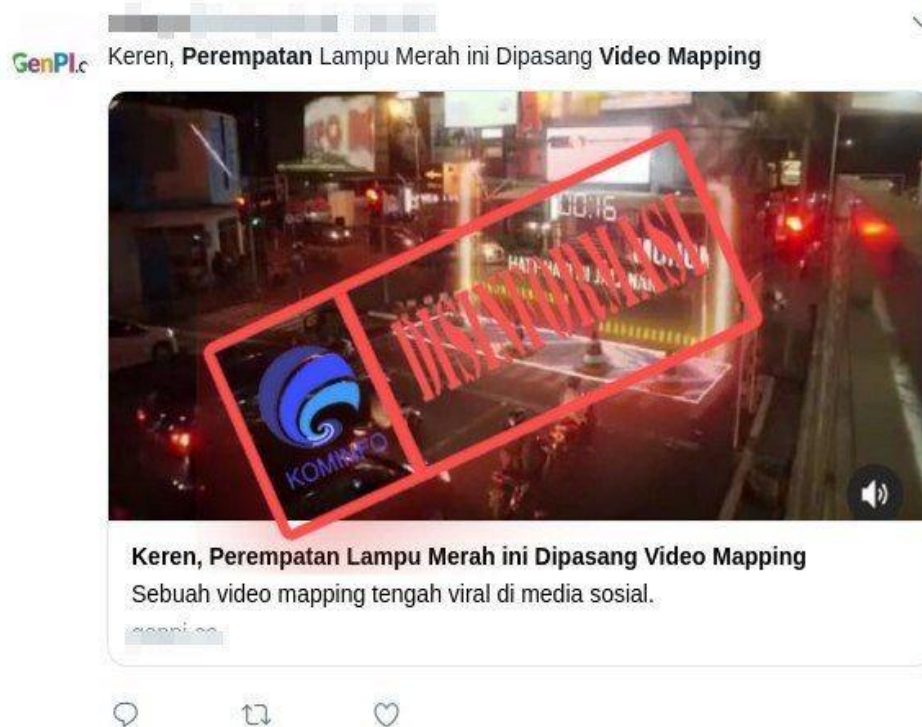 GenPI.c
Keren, Perempatan Lampu Merah ini Dipasang Video Mapping
00:16
DISINFORMASI
KOMINFO
Keren, Perempatan Lampu Merah ini Dipasang Video Mapping
Sebuah video mapping tengah viral di media sosial.